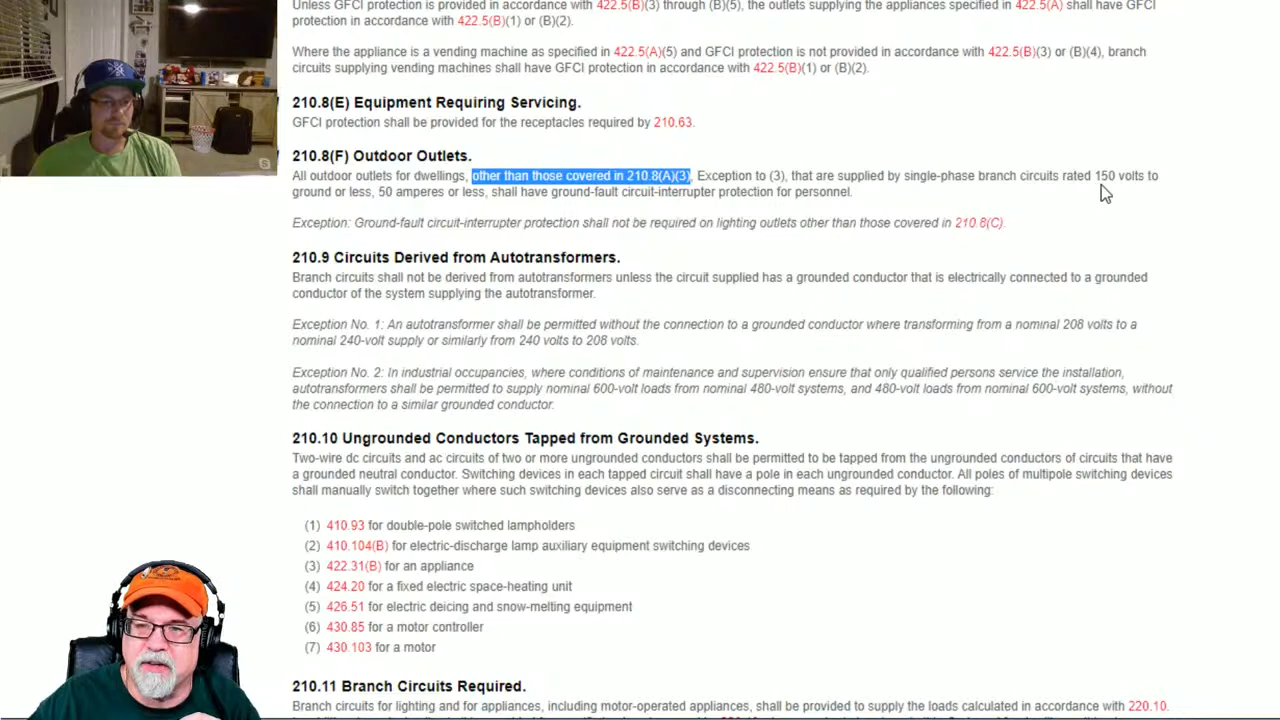 Unless GFCI protection is provided in accordance with 422.5(B)(3) through (B)(5), the outlets supplying the appliances specified in 422.5(A) shall have GFCI
protection in accordance with 422.5(B)(1) or (B)(2).
Where the appliance is a vending machine as specified in 422.5(A)(5) and GFCI protection is not provided in accordance with 422.5(B)(3) or (B)(4), branch
circuits supplying vending machines shall have GFCI protection in accordance with 422.5(B)(1) or (B)(2).
210.8(E) Equipment Requiring Servicing.
GFCI protection shall be provided for the receptacles required by 210.63.
210.8(F) Outdoor Outlets.
All outdoor outlets for dwellings, other than those covered in 210.8(A)(3), Exception to (3), that are supplied by single-phase branch circuits rated 150 volts to
ground or less, 50 amperes or less, shall have ground-fault circuit-interrupter protection for personnel.
Exception: Ground-fault circuit-interrupter protection shall not be required on lighting outlets other than those covered in 210.8(C).
210.9 Circuits Derived from Autotransformers.
Branch circuits shall not be derived from autotransformers unless the circuit supplied has a grounded conductor that is electrically connected to a grounded
conductor of the system supplying the autotransformer.
Exception No. 1: An autotransformer shall be permitted without the connection to a grounded conductor where transforming from a nominal 208 volts to a
nominal 240-volt supply or similarly from 240 volts to 208 volts.
Exception No. 2: In industrial occupancies, where conditions of maintenance and supervision ensure that only qualified persons service the installation,
autotransformers shall be permitted to supply nominal 600-volt loads from nominal 480-volt systems, and 480-volt loads from nominal 600-volt systems, without
the connection to a similar grounded conductor.
210.10 Ungrounded Conductors Tapped from Grounded Systems.
Two-wire dc circuits and ac circuits of two or more ungrounded conductors shall be permitted to be tapped from the ungrounded conductors of circuits that have
a grounded neutral conductor. Switching devices in each tapped circuit shall have a pole in each ungrounded conductor. All poles of multipole switching devices
shall manually switch together where such switching devices also serve as a disconnecting means as required by the following:
(1) 410.93 for double-pole switched lampholders
(2) 410.104(B) for electric-discharge lamp auxiliary equipment switching devices
(3) 422.31(B) for an appliance
(4) 424.20 for a fixed electric space-heating unit
(5) 426.51 for electric deicing and snow-melting equipment
(6) 430.85 for a motor controller
(7) 430.103 for a motor
210.11 Branch Circuits Required.
Branch circuits for lighting and for appliances, including motor-operated appliances, shall be provided to supply the loads calculated in accordance with 220.10.